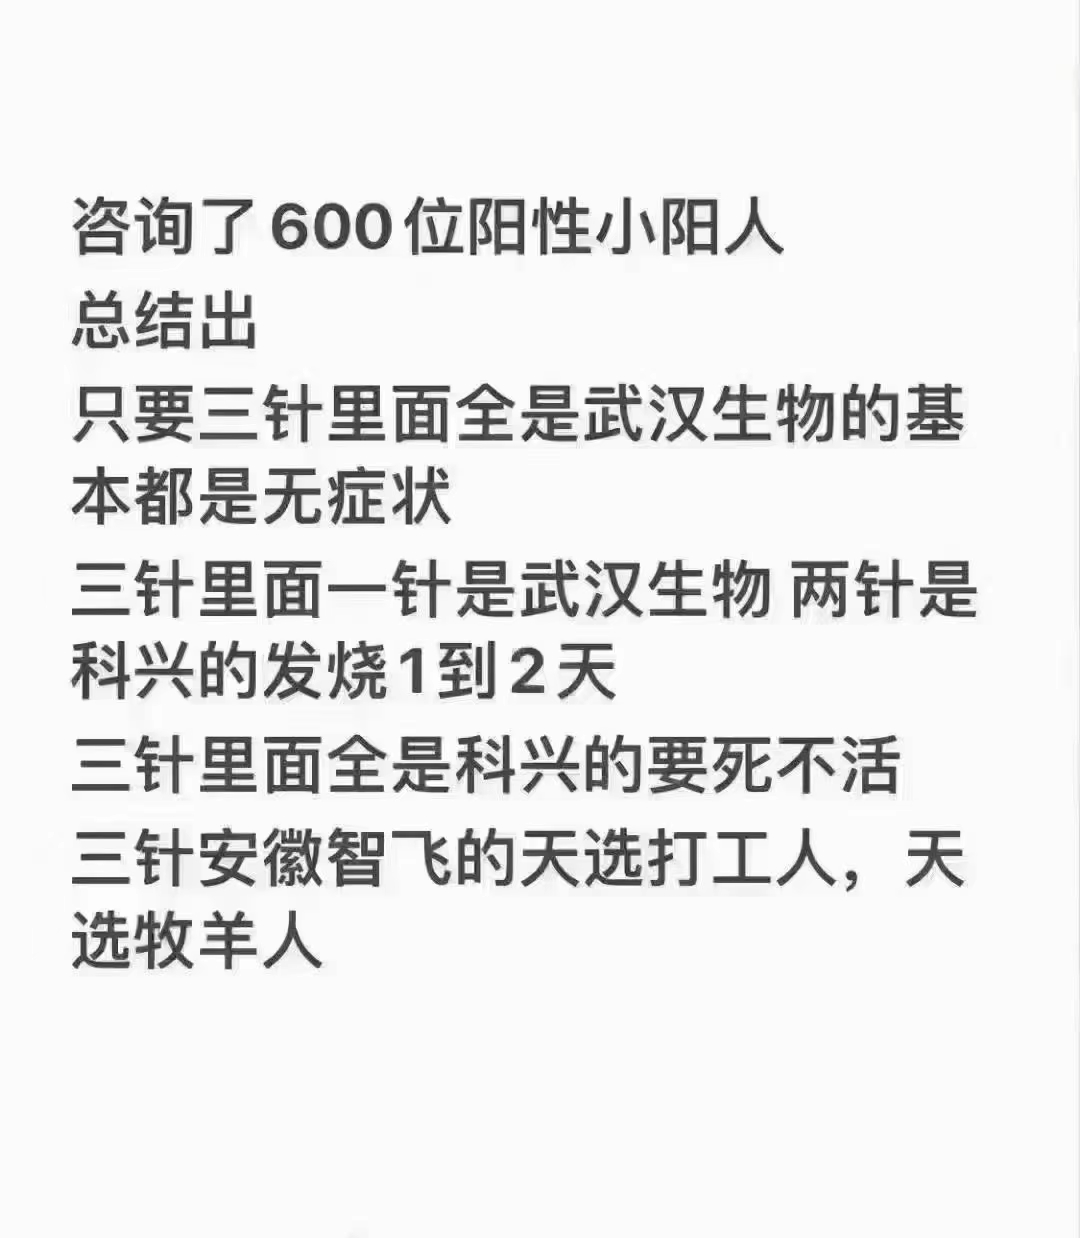 咨询了600位阳性小阳人
总结出
只要三针里面全是武汉生物的基
本都是无症状
三针里面一针是武汉生物 两针是
科兴的发烧1到2天
三针里面全是科兴的要死不活
三针安徽智飞的天选打工人，天
选牧羊人